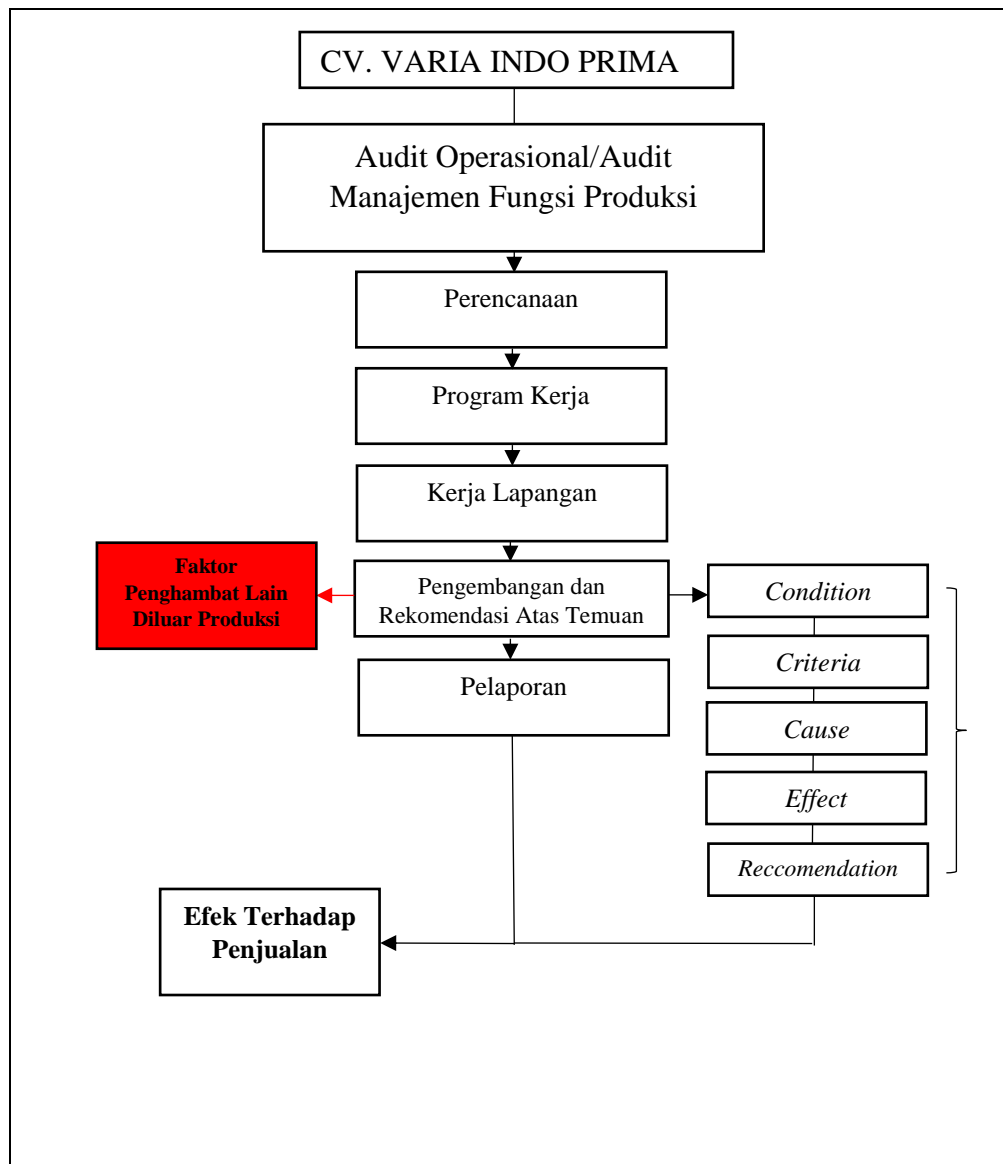 CV. VARIA INDO PRIMA
Audit Operasional/Audit
Manajemen Fungsi Produksi
Perencanaan
Program Kerja
Kerja Lapangan
Faktor
Penghambat Lain
Diluar Produksi
Pengembangan dan
Rekomendasi Atas Temuan
Condition
Criteria
Cause
Effect
Reccomendation
Pelaporan
Efek Terhadap
Penjualan